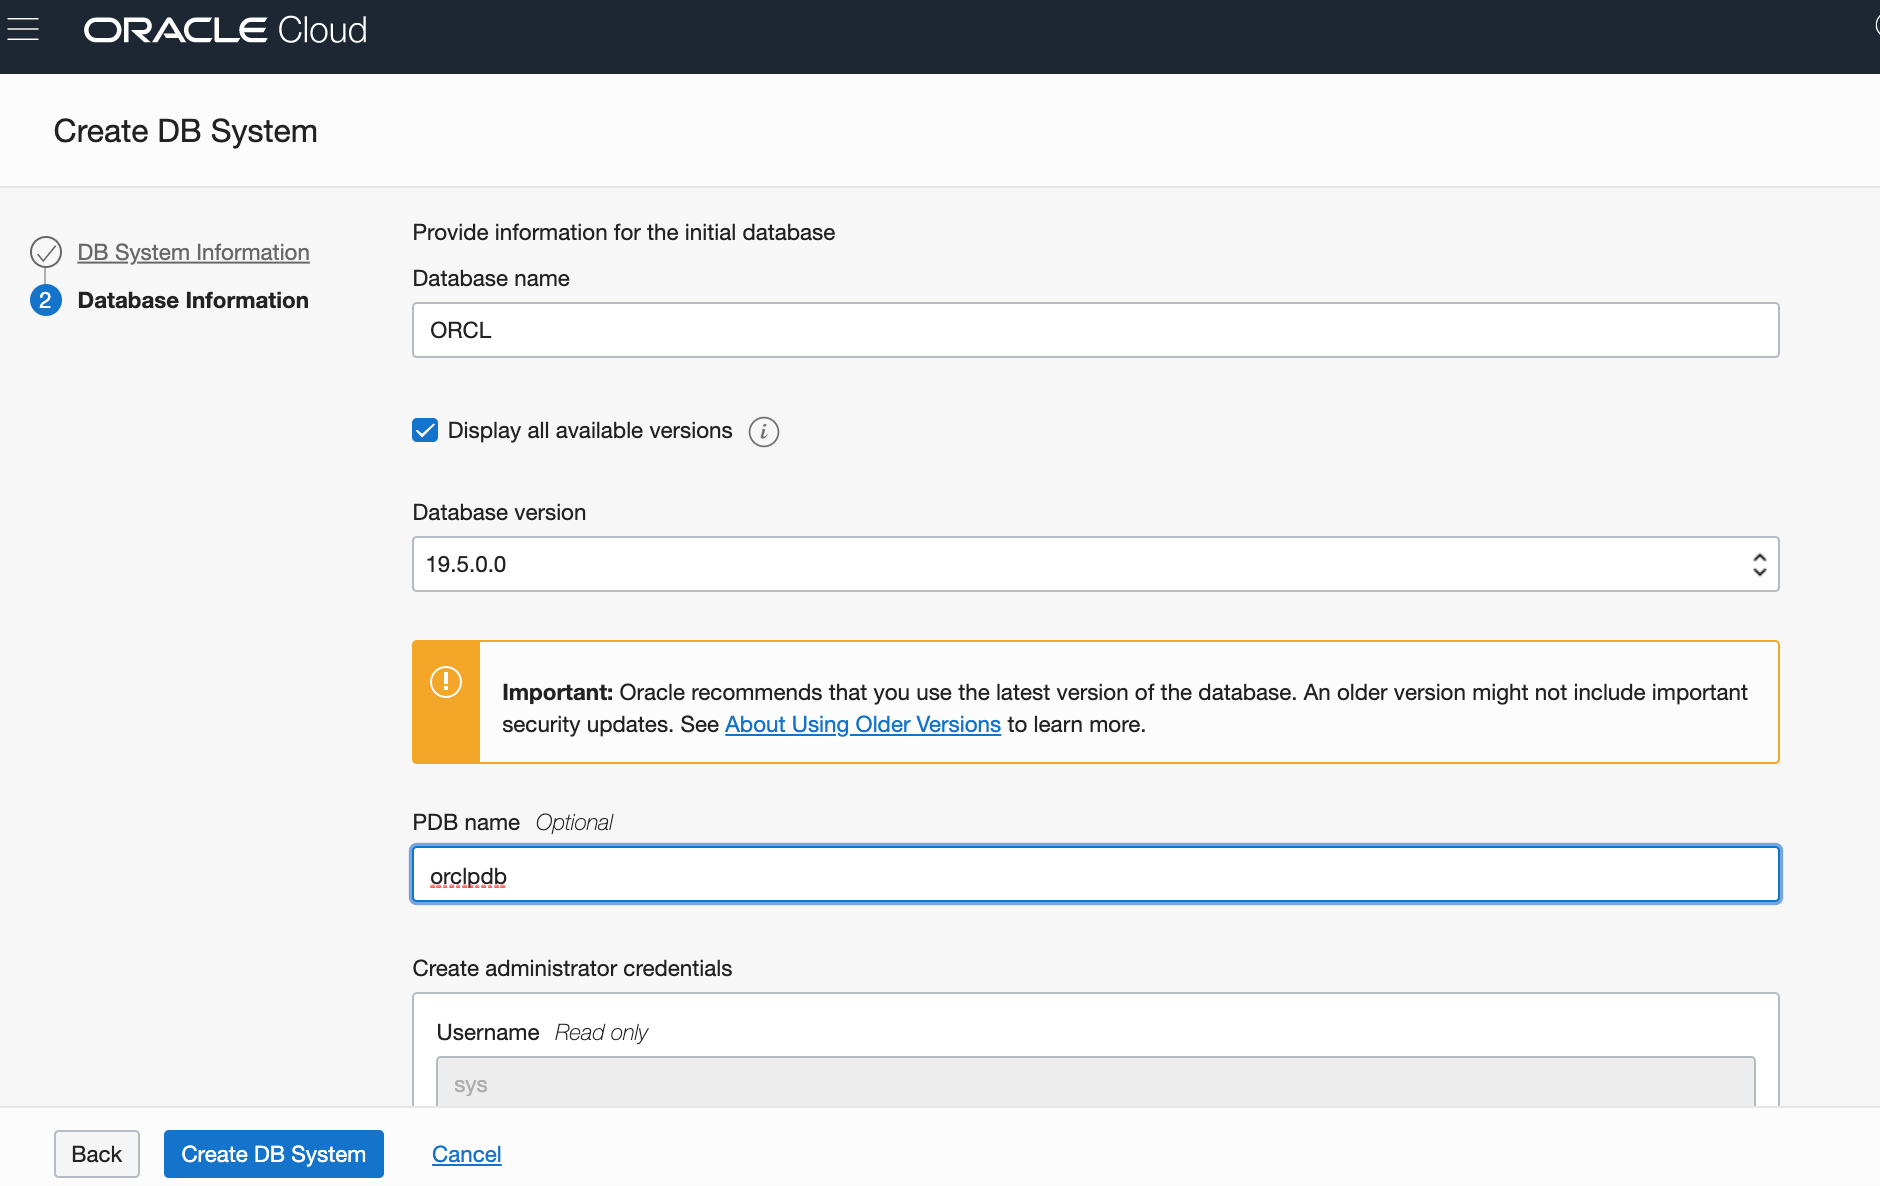 ORACLE Cloud
Create DB System
DB System Information
2 Database Information
Provide information for the initial database
Database name
ORCL
Display all available versions i
Database version
19.5.0.0
Important: Oracle recommends that you use the latest version of the database. An older version might not include important
security updates. See About Using Older Versions to learn more.
PDB name Optional
orclpdb
Create administrator credentials
Username Read only
sys
Back Create DB System Cancel